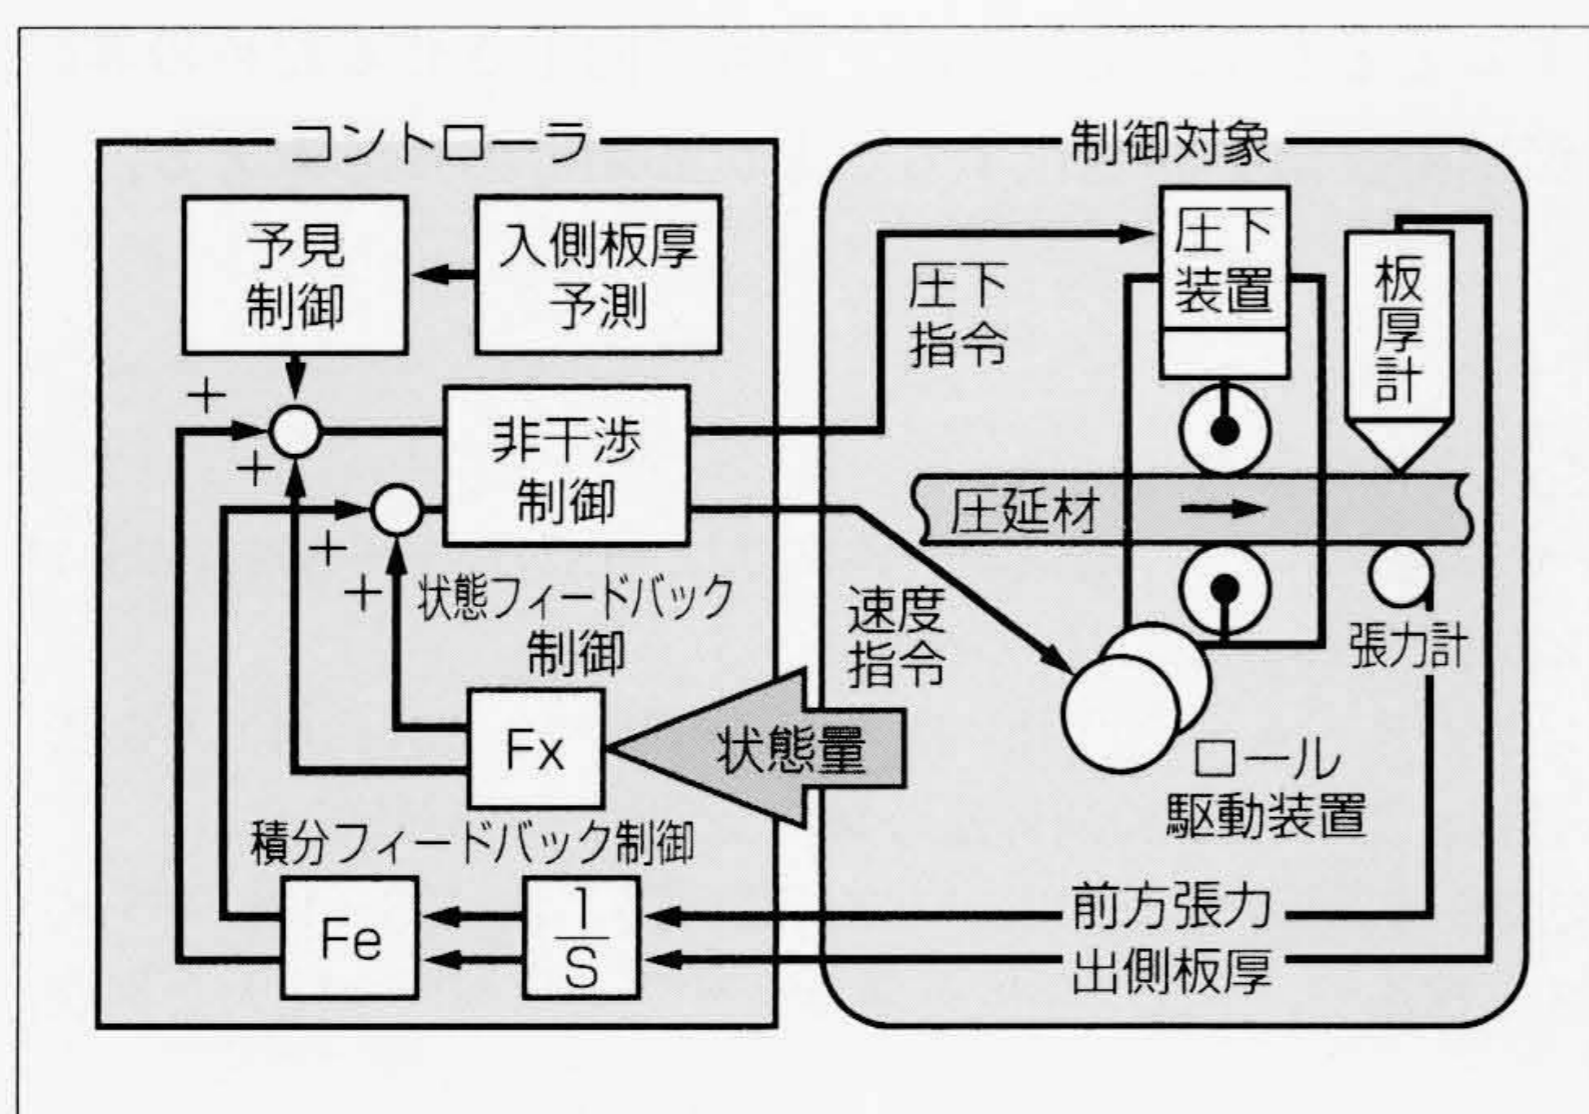 コントローラ
制御対象
予見
制御
入側板厚
予測
圧下
装置
板厚計
圧下
指令
+
+
非干渉
制御
圧延材
+
+
状態フィードバック
制御
速度
指令
張力計
Fx
状態量
ロール
駆動装置
積分フィードバック制御
Fe
1
S
前方張力
出側板厚